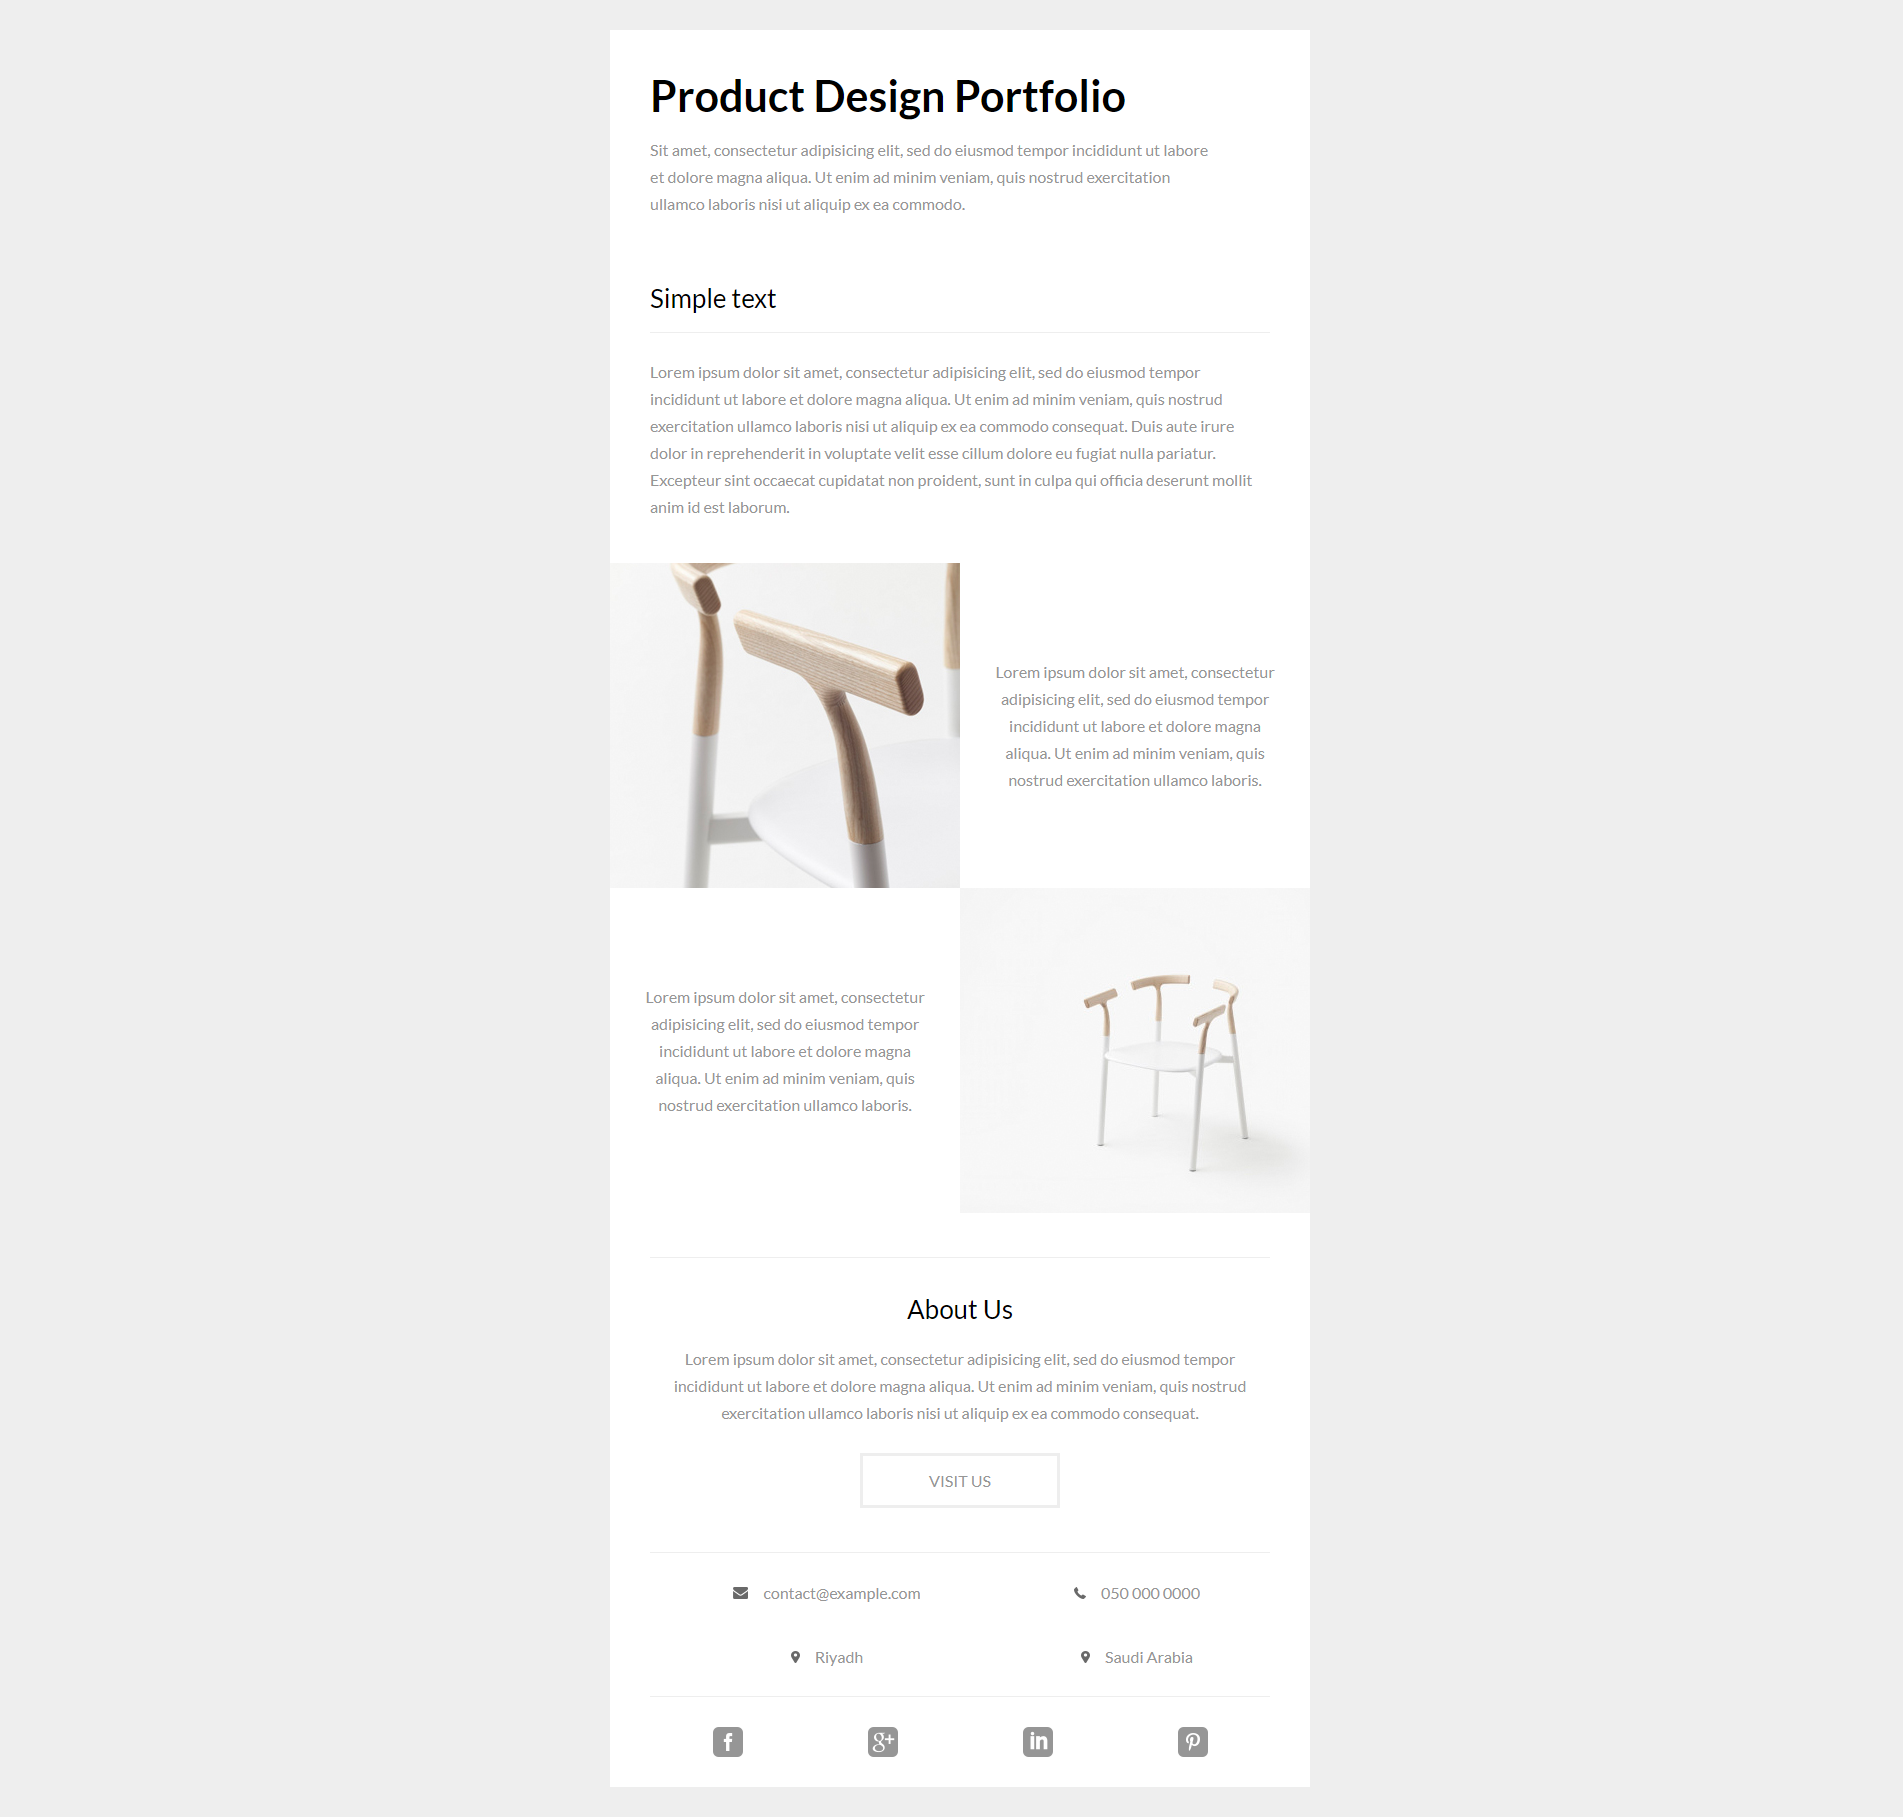 Product Design Portfolio
Sit amet, consectetur adipisicing elit, sed do eiusmod tempor incididunt ut labore
et dolore magna aliqua. Ut enim ad minim veniam, quis nostrud exercitation
ullamco laboris nisi ut aliquip ex ea commodo.
Simple text
Lorem ipsum dolor sit amet, consectetur adipisicing elit, sed do eiusmod tempor
incididunt ut labore et dolore magna aliqua. Ut enim ad minim veniam, quis nostrud
exercitation ullamco laboris nisi ut aliquip ex ea commodo consequat. Duis aute irure
dolor in reprehenderit in voluptate velit esse cillum dolore eu fugiat nulla pariatur.
Excepteur sint occaecat cupidatat non proident, sunt in culpa qui officia deserunt mollit
anim id est laborum.
Lorem ipsum dolor sit amet, consectetur
adipisicing elit, sed do eiusmod tempor
incididunt ut labore et dolore magna
aliqua. Ut enim ad minim veniam, quis
nostrud exercitation ullamco laboris.
Lorem ipsum dolor sit amet, consectetur
adipisicing elit, sed do eiusmod tempor
incididunt ut labore et dolore magna
aliqua. Ut enim ad minim veniam, quis
nostrud exercitation ullamco laboris.
About Us
Lorem ipsum dolor sit amet, consectetur adipisicing elit, sed do eiusmod tempor
incididunt ut labore et dolore magna aliqua. Ut enim ad minim veniam, quis nostrud
exercitation ullamco laboris nisi ut aliquip ex ea commodo consequat.
VISIT US
contact@example.com
050 000 0000
Riyadh
Saudi Arabia